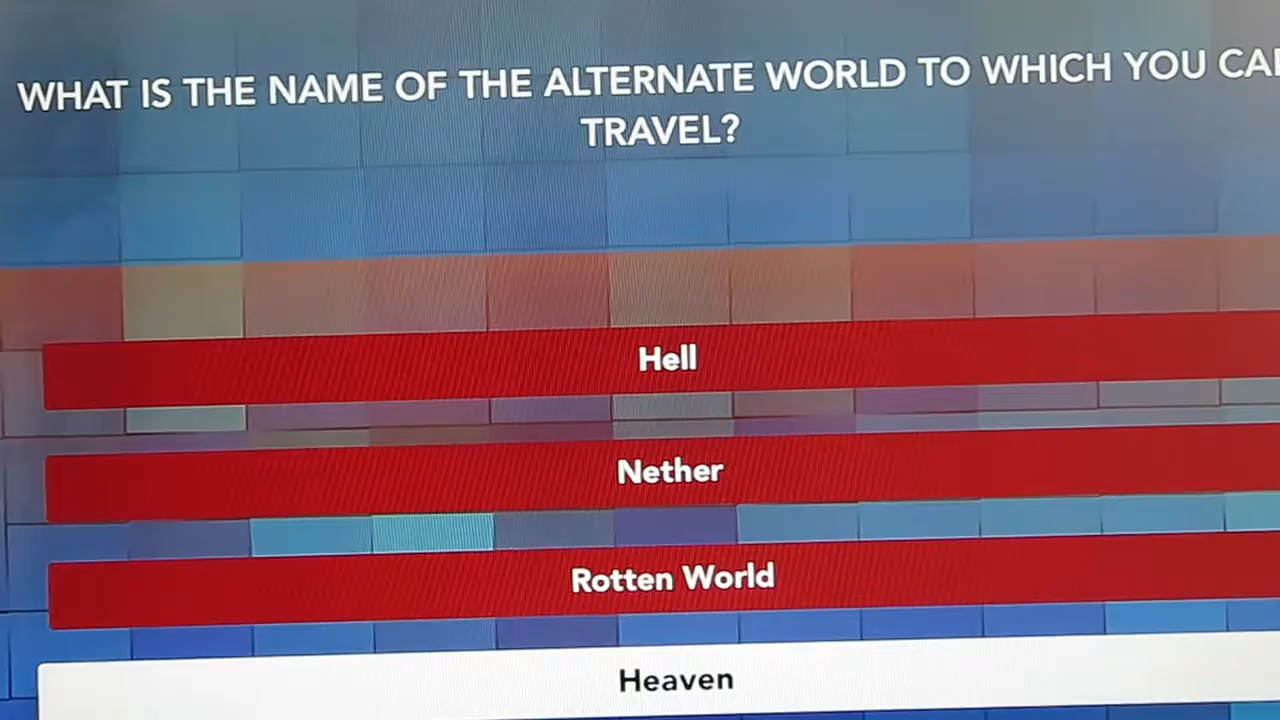 WHAT IS THE NAME OF THE ALTERNATE WORLD TO WHICH YOU
TRAVEL?
Hell
Nether
Rotten World
Heaven